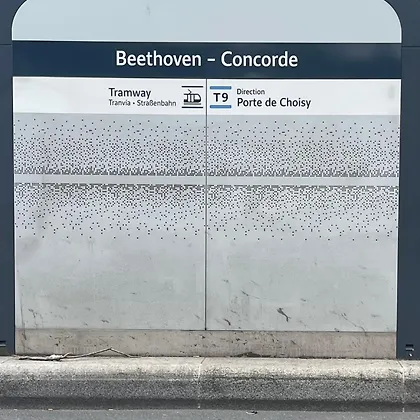 Beethoven – Concorde
Tramway
Tranvía • Straßenbahn
T9
Direction
Porte de Choisy